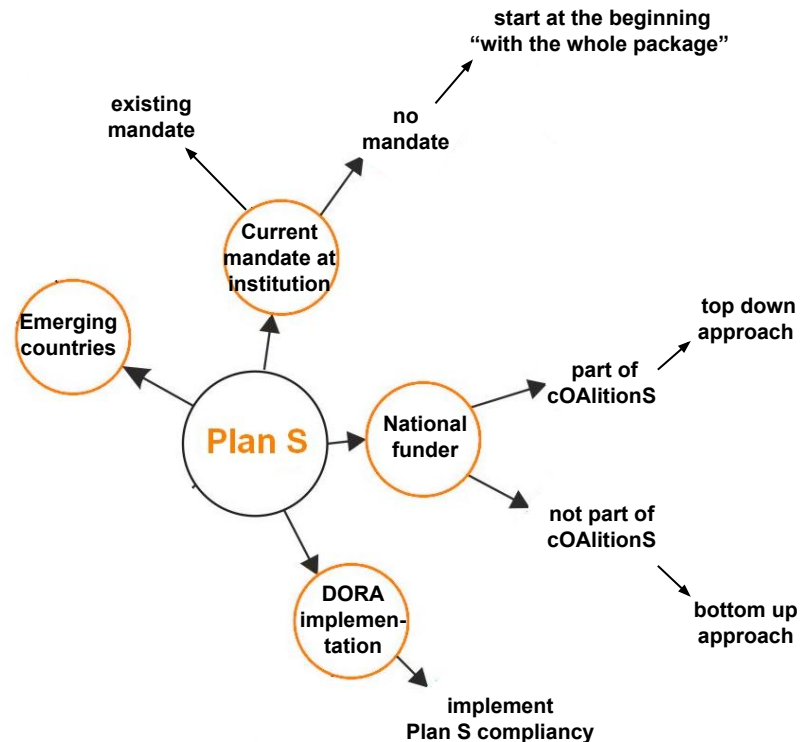 start at the beginning
“with the whole package”
existing
mandate
no
mandate
Current
mandate at
institution
Emerging
countries
top down
approach
part of
cOAlitionS
Plan S
National
funder
not part of
cOAlitionS
DORA
implemen-
tation
bottom up
approach
implement
Plan S compliancy